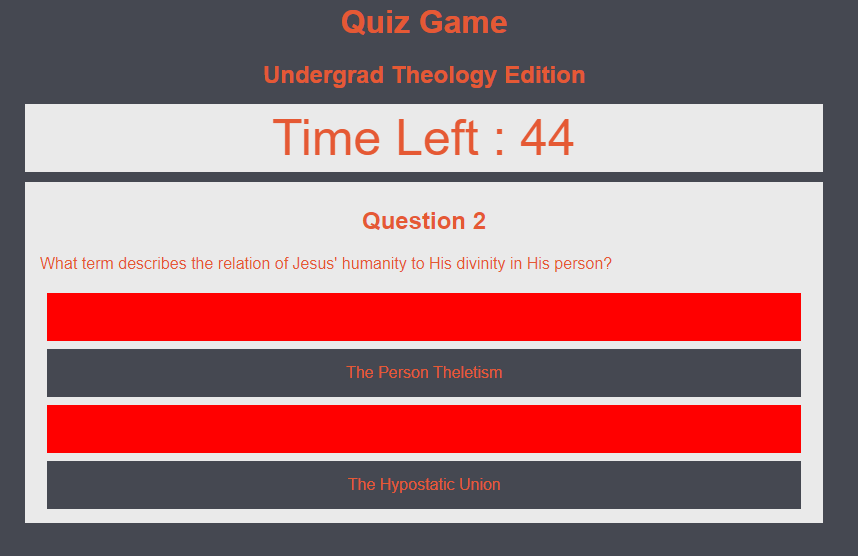 Quiz Game
Undergrad Theology Edition
Time Left : 44
Question 2
What term describes the relation of Jesus' humanity to His divinity in His person?
The Person Theletism
The Hypostatic Union